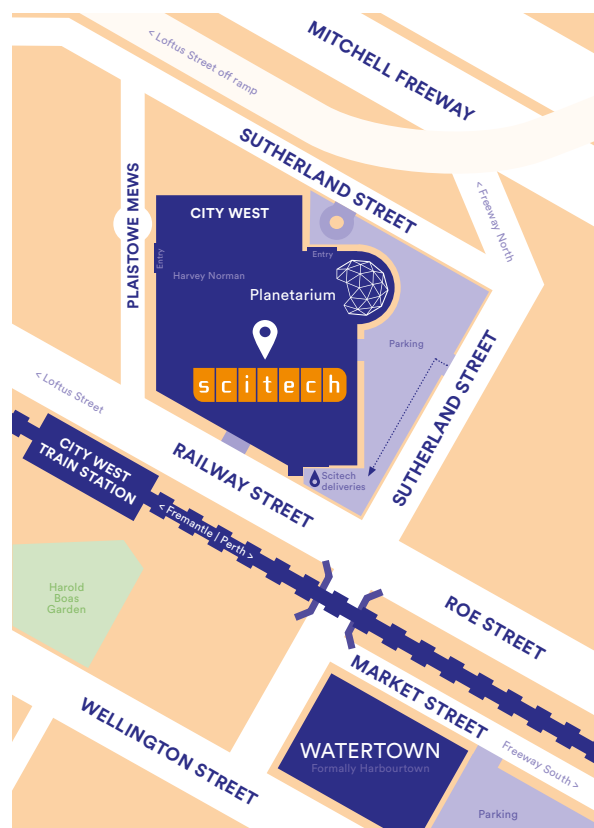 < Loftus Street off ramp
MITCHELL FREEWAY
SUTHERLAND STREET
< Freeway North
PLAISTOWE MEWS
CITY WEST
Entry
Entry
Harvey Norman
Planetarium
Parking
scitech
SUTHERLAND STREET
< Loftus Street
CITY WEST
TRAIN STATION
RAILWAY STREET
Scitech
deliveries
< Fremantle | Perth >
Harold
Boas
Garden
ROE STREET
MARKET STREET
WELLINGTON STREET
WATERTOWN
Formally Harbourtown
Freeway South >
Parking